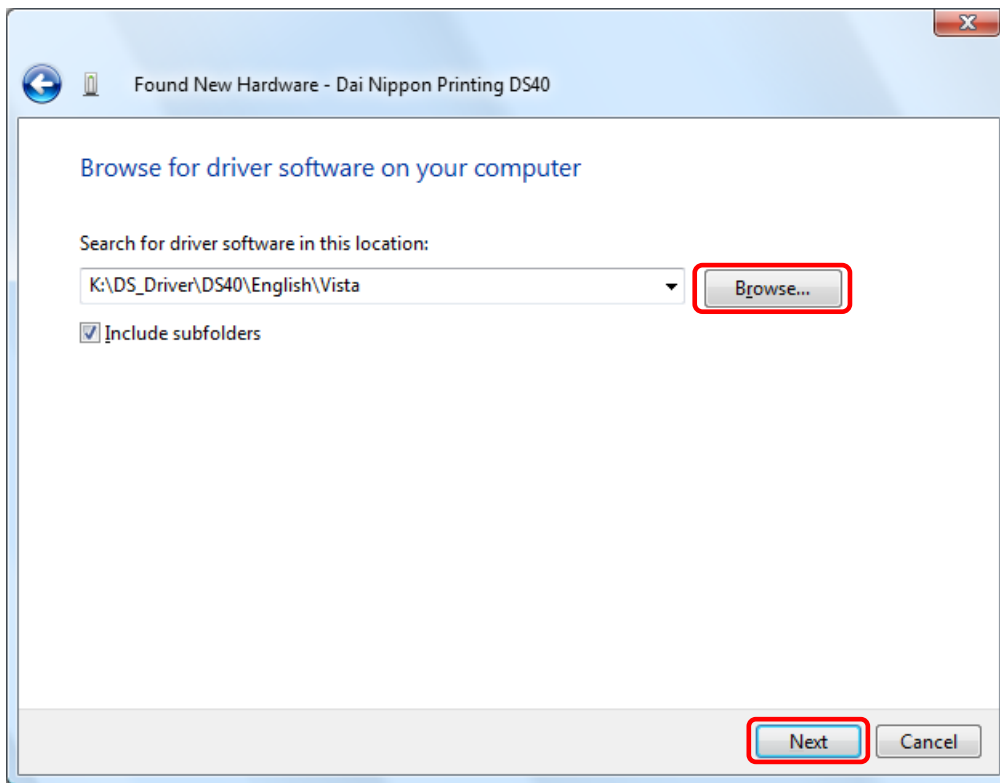 Found New Hardware - Dai Nippon Printing DS40
Browse for driver software on your computer
Search for driver software in this location:
K:\DS_Driver\DS40\English\Vista
Browse...
Include subfolders
Next
Cancel